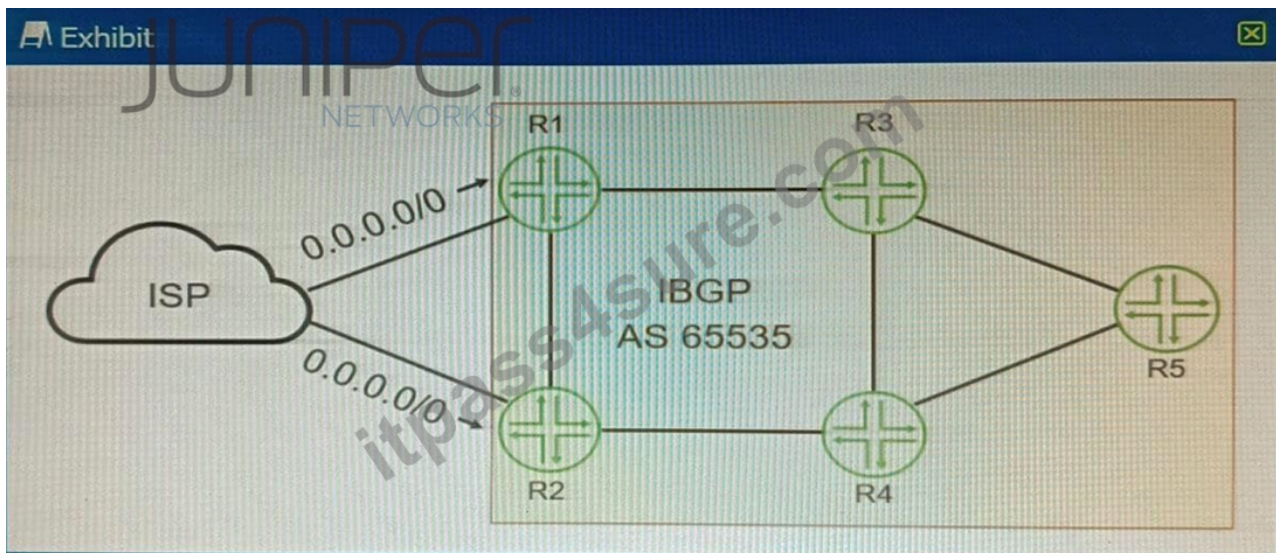 Exhibit
JUNIPER
NETWORKS
R1
R3
0.0.0.0/0
ISP
IBGP
AS 65535
R5
0.0.0.0/0
R2
R4
itpass4sure.com